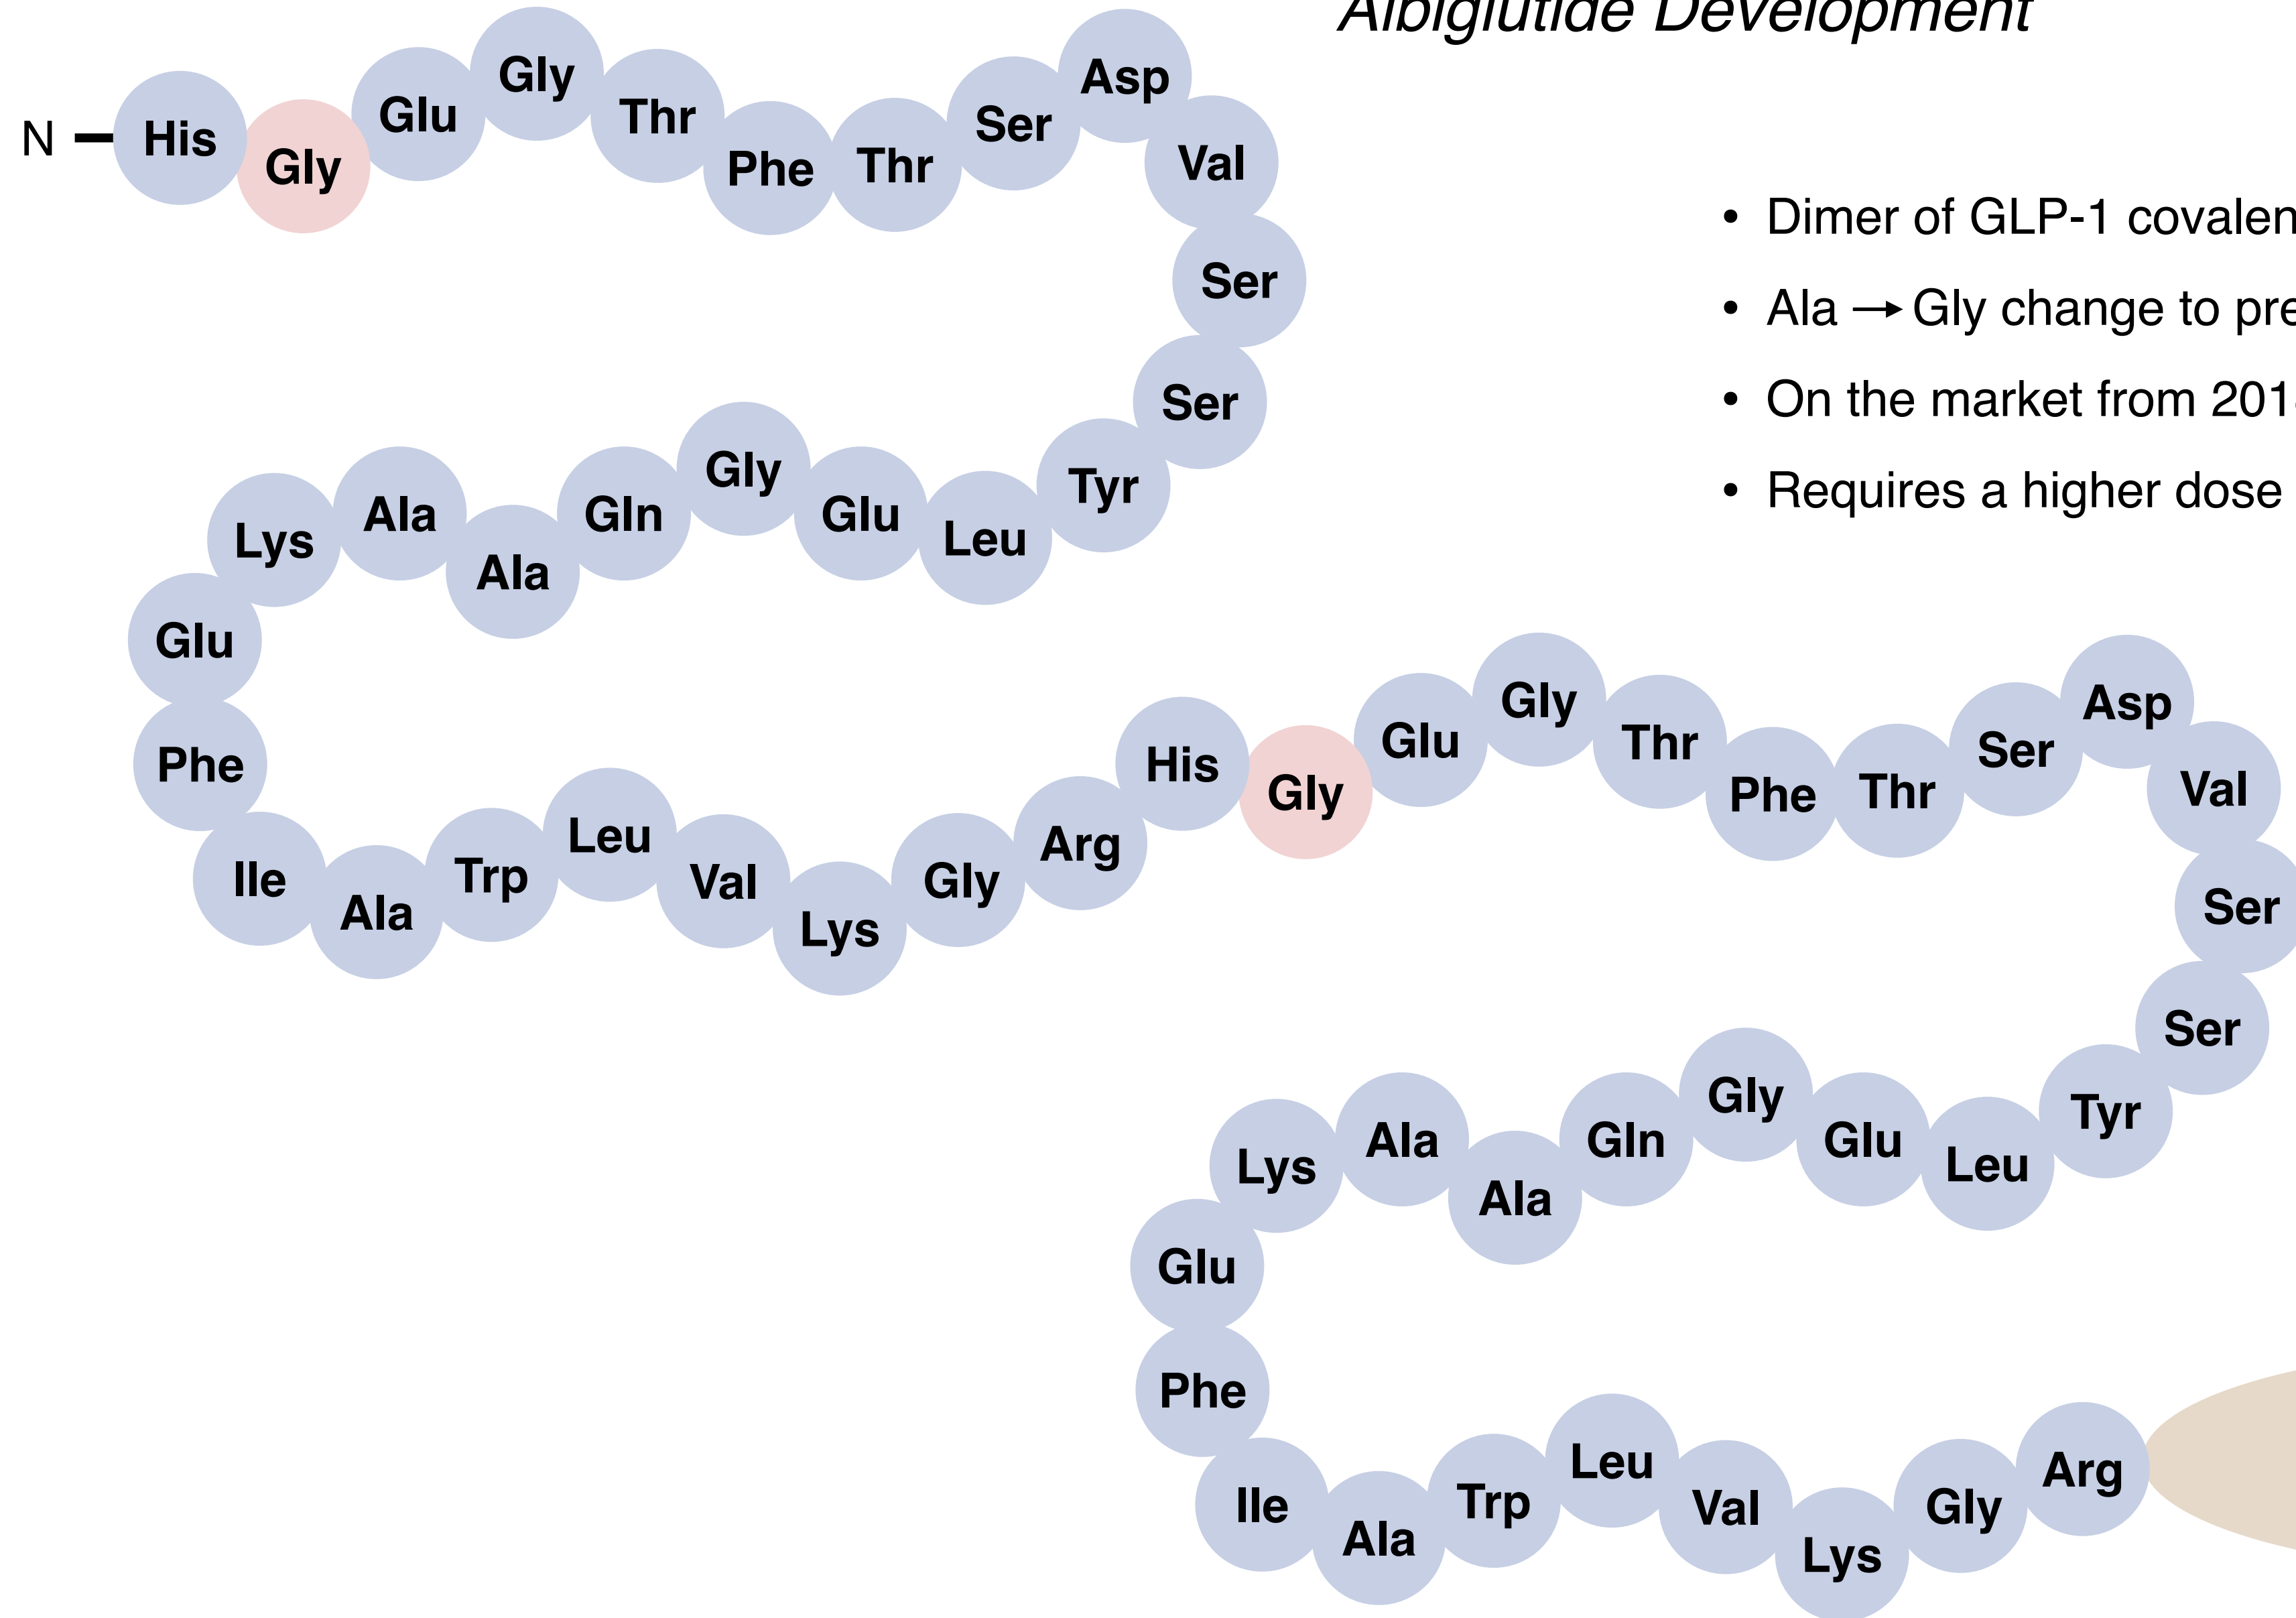 Albiglutide Development
N His Gly Glu Gly Thr Phe Thr Ser Asp
Val
Ser
Ser
Lys Ala Ala Gln Gly Glu Leu Tyr
Glu
Phe
Ile Ala Trp Leu Val Lys Gly Arg His Gly Glu Gly Thr Phe Thr Ser Asp
Val
Ser
Ser
Lys Ala Ala Gln Gly Glu Leu Tyr
Glu
Phe
Ile Ala Trp Leu Val Lys Gly Arg
• Dimer of GLP-1
• Ala → Gly change to
• On the market from
• Requires a higher dose